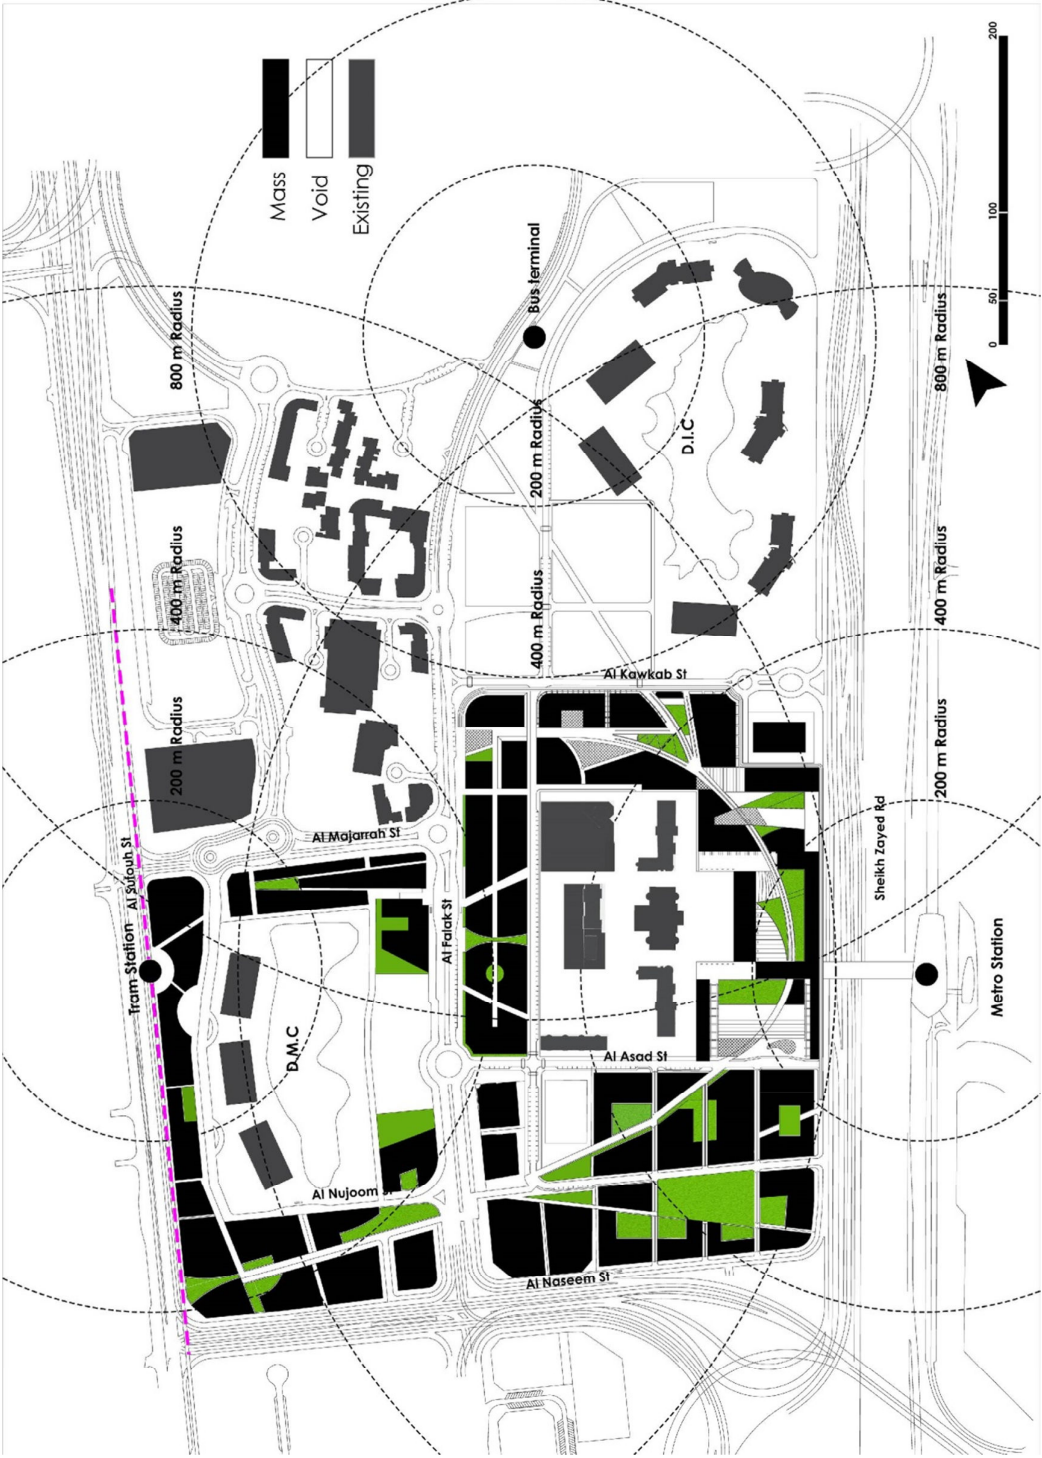 Mass
Void
Existing
200
100
50
0
Bus terminal
800 m Radius
800 m Radius
200 m Radius
D.I.C
400 m Radius
400 m Radius
400 m Radius
Al Kawkab St
200 m Radius
200 m Radius
Al Majarrah St
Al Sufouh St
Sheikh Zayed Rd
Al Falak St
Tram Station
Metro Station
D.M.C
Al Asad St
Al Nujoom St
Al Naseem St